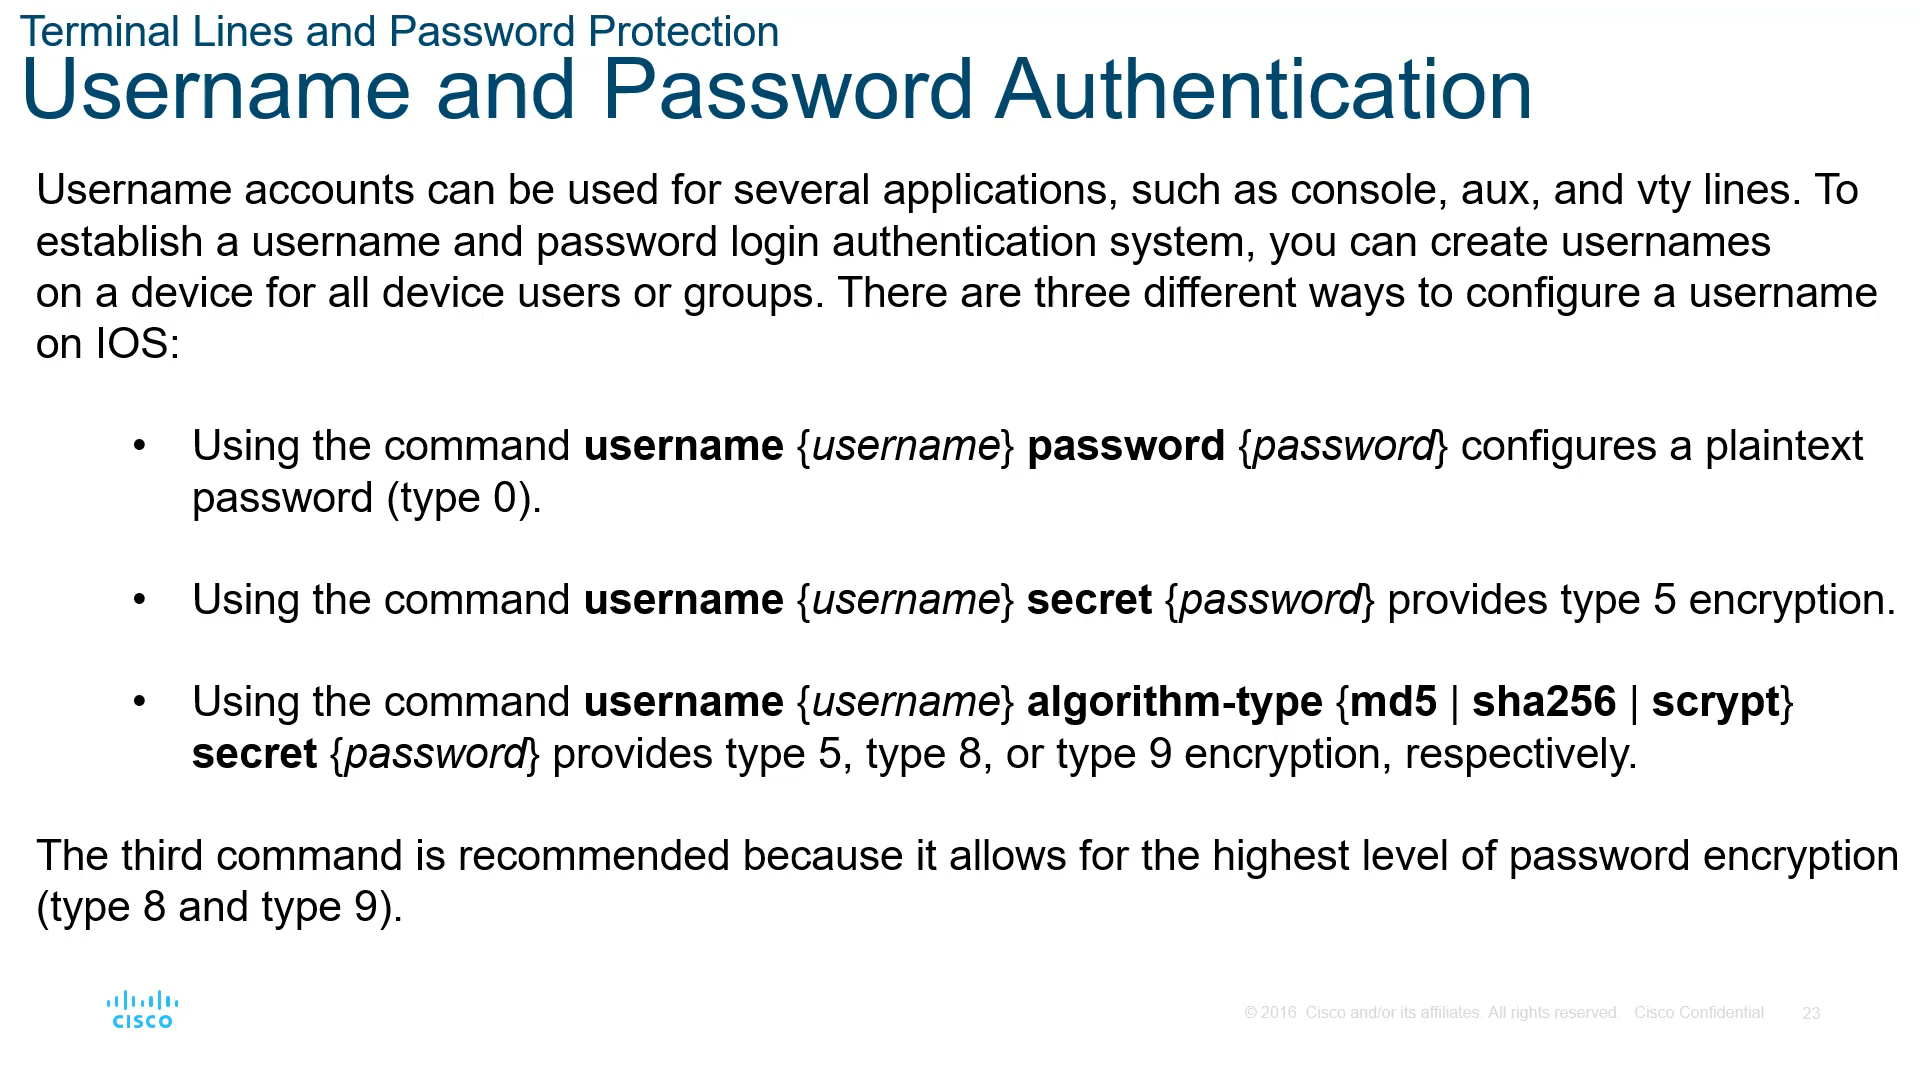 Terminal Lines and Password Protection
Username and Password Authentication
Username accounts can be used for several applications, such as console, aux, and vty lines. To
establish a username and password login authentication system, you can create usernames
on a device for all device users or groups. There are three different ways to configure a username
on IOS:
• Using the command username {username} password {password} configures a plaintext
password (type 0).
• Using the command username {username} secret {password} provides type 5 encryption.
• Using the command username {username} algorithm-type {md5 | sha256 | scrypt}
secret {password} provides type 5, type 8, or type 9 encryption, respectively.
The third command is recommended because it allows for the highest level of password encryption
(type 8 and type 9).
CISCO
© 2016 Cisco and/or its affiliates. All rights reserved. Cisco Confidential 23